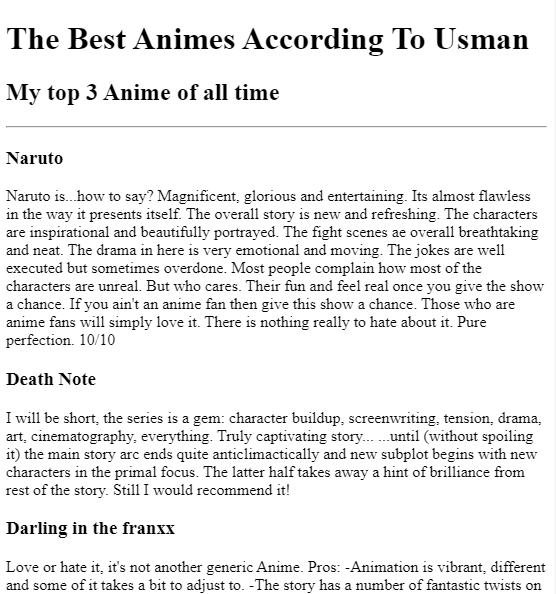 The Best Animes According To Usman
My top 3 Anime of all time
Naruto
Naruto is...how to say? Magnificent, glorious and entertaining. Its almost flawless
in the way it presents itself. The overall story is new and refreshing. The characters
are inspirational and beautifully portrayed. The fight scenes ae overall breathtaking
and neat. The drama in here is very emotional and moving. The jokes are well
executed but sometimes overdone. Most people complain how most of the
characters are unreal. But who cares. Their fun and feel real once you give the show
a chance. If you ain't an anime fan then give this show a chance. Those who are
anime fans will simply love it. There is nothing really to hate about it. Pure
perfection. 10/10
Death Note
I will be short, the series is a gem: character buildup, screenwriting, tension, drama,
art, cinematography, everything. Truly captivating story... ...until (without spoiling
it) the main story arc ends quite anticlimactically and new subplot begins with new
characters in the primal focus. The latter half takes away a hint of brilliance from
rest of the story. Still I would recommend it!
Darling in the franxx
Love or hate it, it's not another generic Anime. Pros: -Animation is vibrant, different
and some of it takes a bit to adjust to. -The story has a number of fantastic twists on